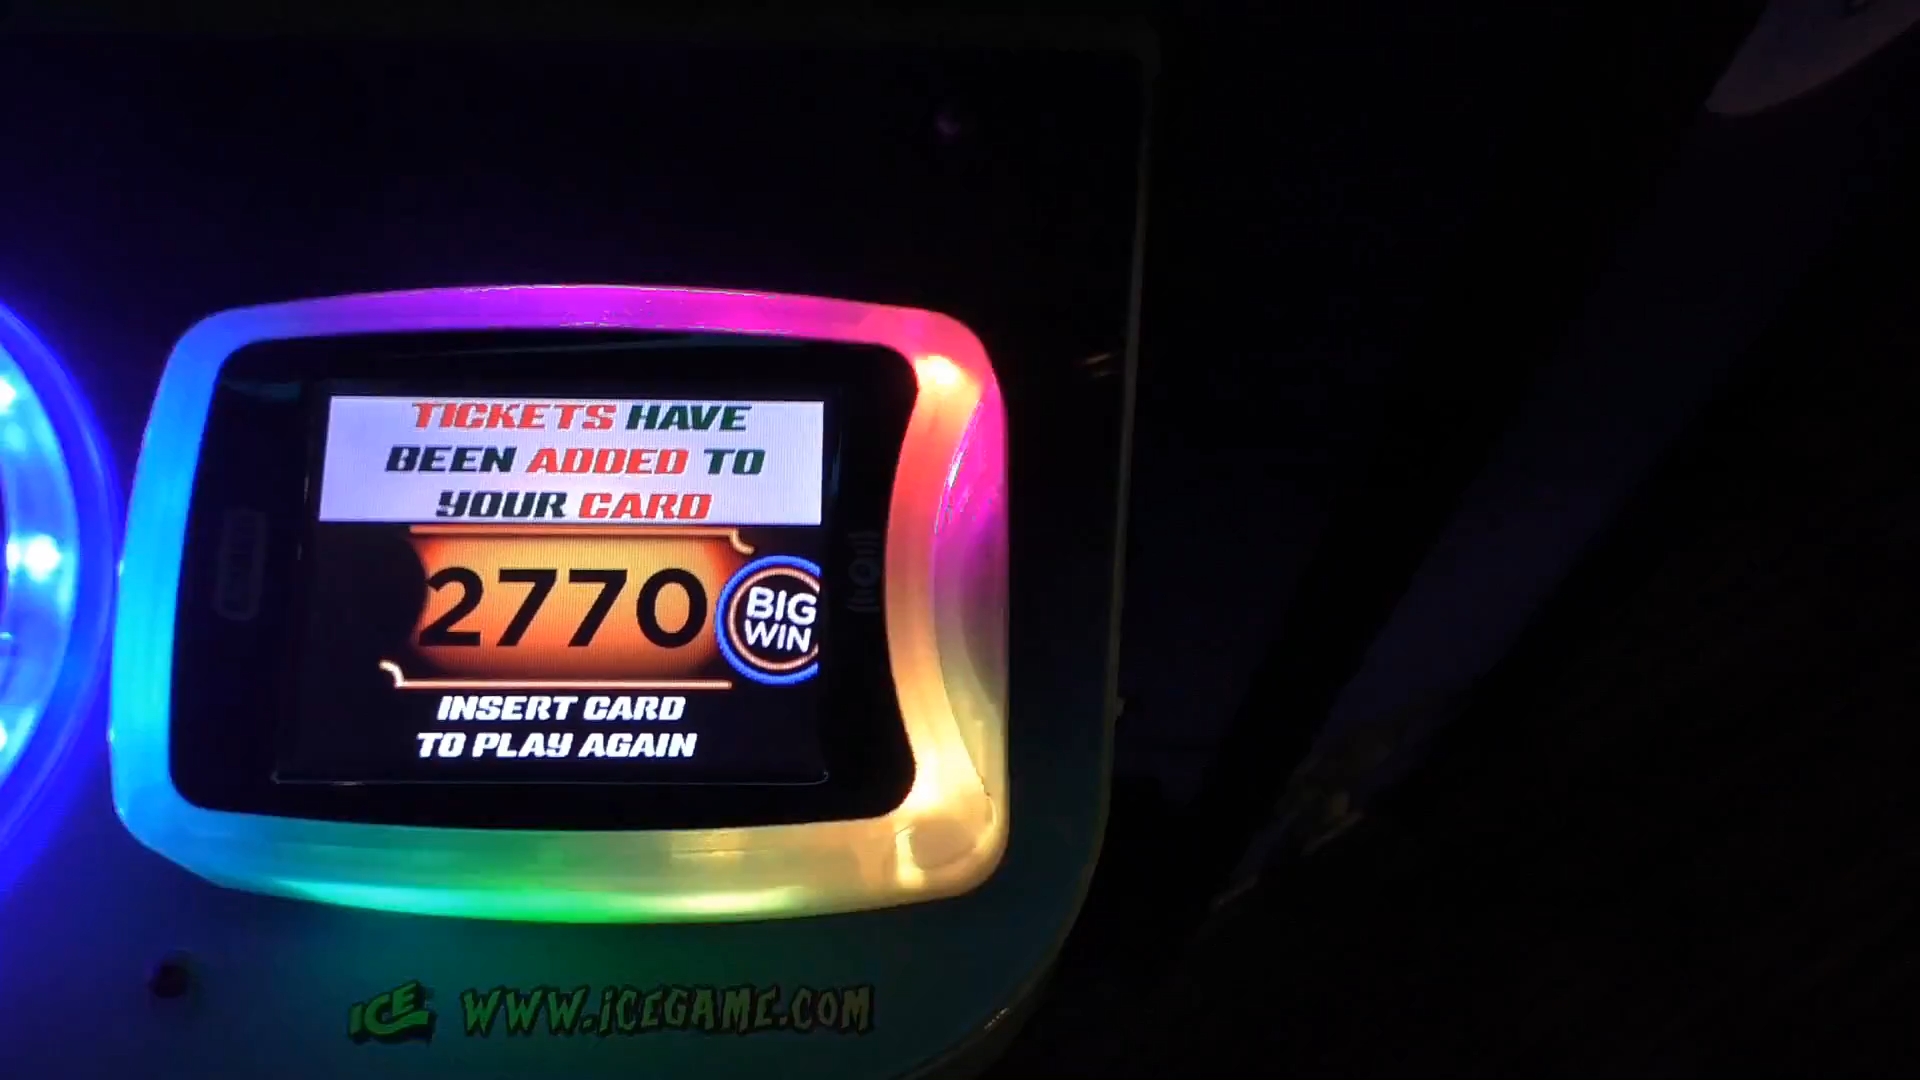 TICKETS HAVE
BEEN ADDED TO
YOUR CARD
2770
BIG
WIN
INSERT CARD
TO PLAY AGAIN
ICE WWW.ICEGAME.COM